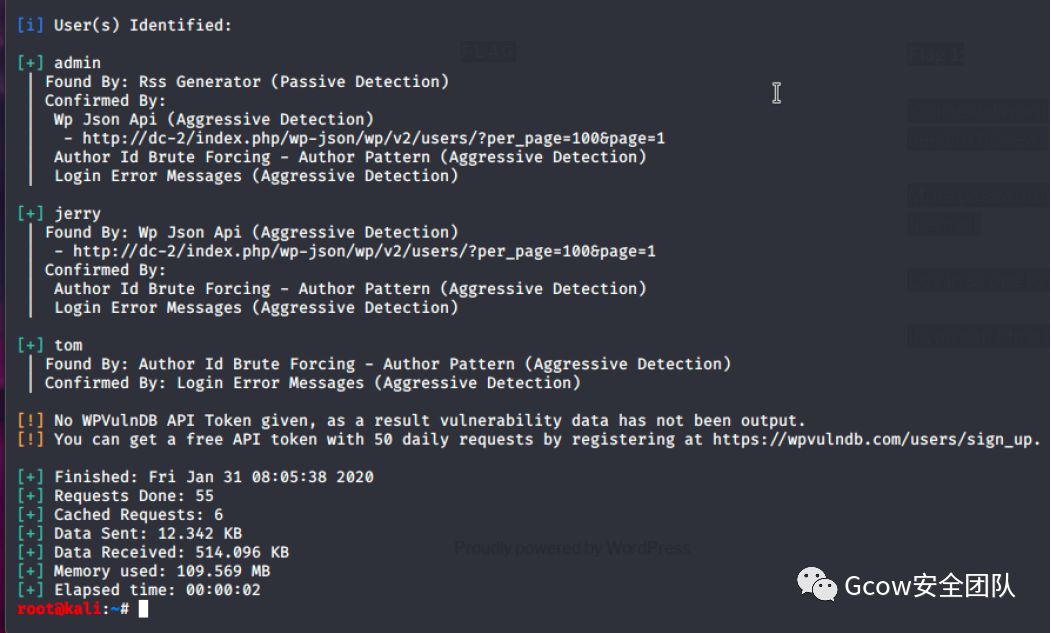 [i] User(s) Identified:
[+] admin
| Found By: Rss Generator (Passive Detection)
| Confirmed By:
| Wp Json Api (Aggressive Detection)
| - http://dc-2/index.php/wp-json/wp/v2/users/?per_page=100&page=1
| Author Id Brute Forcing - Author Pattern (Aggressive Detection)
| Login Error Messages (Aggressive Detection)
[+] jerry
| Found By: Wp Json Api (Aggressive Detection)
| - http://dc-2/index.php/wp-json/wp/v2/users/?per_page=100&page=1
| Confirmed By:
| Author Id Brute Forcing - Author Pattern (Aggressive Detection)
| Login Error Messages (Aggressive Detection)
[+] tom
| Found By: Author Id Brute Forcing - Author Pattern (Aggressive Detection)
| Confirmed By: Login Error Messages (Aggressive Detection)
[!] No WPVulnDB API Token given, as a result vulnerability data has not been output.
[!] You can get a free API token with 50 daily requests by registering at https://wpvulndb.com/users/sign_up.
[+] Finished: Fri Jan 31 08:05:38 2020
[+] Requests Done: 55
[+] Cached Requests: 6
[+] Data Sent: 12.342 KB
[+] Data Received: 514.096 KB
[+] Memory used: 109.569 MB
[+] Elapsed time: 00:00:02
root@kali:~#
FLAG
Flag 1:
Proudly powered by WordPress
Gcow安全团队